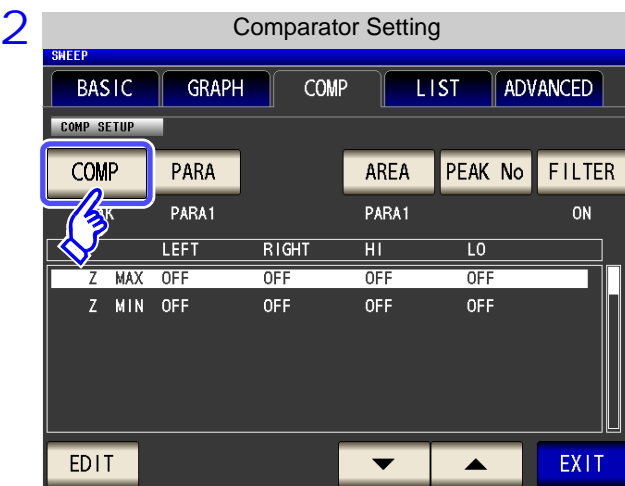 2
Comparator Setting
SWEEP
BASIC GRAPH COMP LIST ADVANCED
COMP SETUP
COMP PARA AREA PEAK No FILTER
PARA1 PARA1 ON
LEFT RIGHT HI LO
Z MAX OFF OFF OFF OFF
Z MIN OFF OFF OFF OFF
EDIT EXIT